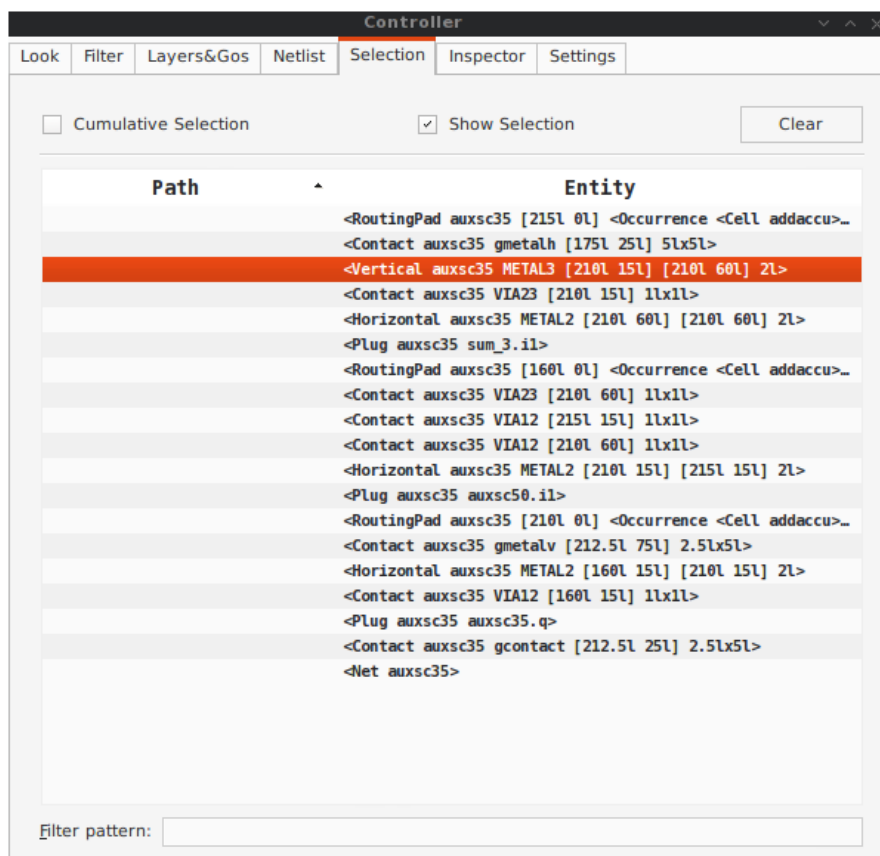 Controller
Look Filter Layers&Gos Netlist Selection Inspector Settings
Cumulative Selection Show Selection Clear
Path Entity
<RoutingPad auxsc35 [215l 0l] <Occurrence <Cell addaccu>…
<Contact auxsc35 gmetalh [175l 25l] 5lx5l>
<Vertical auxsc35 METAL3 [210l 15l] [210l 60l] 2l>
<Contact auxsc35 VIA23 [210l 15l] 1lx1l>
<Horizontal auxsc35 METAL2 [210l 60l] [210l 60l] 2l>
<Plug auxsc35 sum_3.i1>
<RoutingPad auxsc35 [160l 0l] <Occurrence <Cell addaccu>…
<Contact auxsc35 VIA23 [210l 60l] 1lx1l>
<Contact auxsc35 VIA12 [215l 15l] 1lx1l>
<Contact auxsc35 VIA12 [210l 60l] 1lx1l>
<Horizontal auxsc35 METAL2 [210l 15l] [215l 15l] 2l>
<Plug auxsc35 auxsc50.i1>
<RoutingPad auxsc35 [210l 0l] <Occurrence <Cell addaccu>…
<Contact auxsc35 gmetalv [212.5l 75l] 2.5lx5l>
<Horizontal auxsc35 METAL2 [160l 15l] [210l 15l] 2l>
<Contact auxsc35 VIA12 [160l 15l] 1lx1l>
<Plug auxsc35 auxsc35.q>
<Contact auxsc35 gcontact [212.5l 25l] 2.5lx5l>
<Net auxsc35>
Filter pattern: